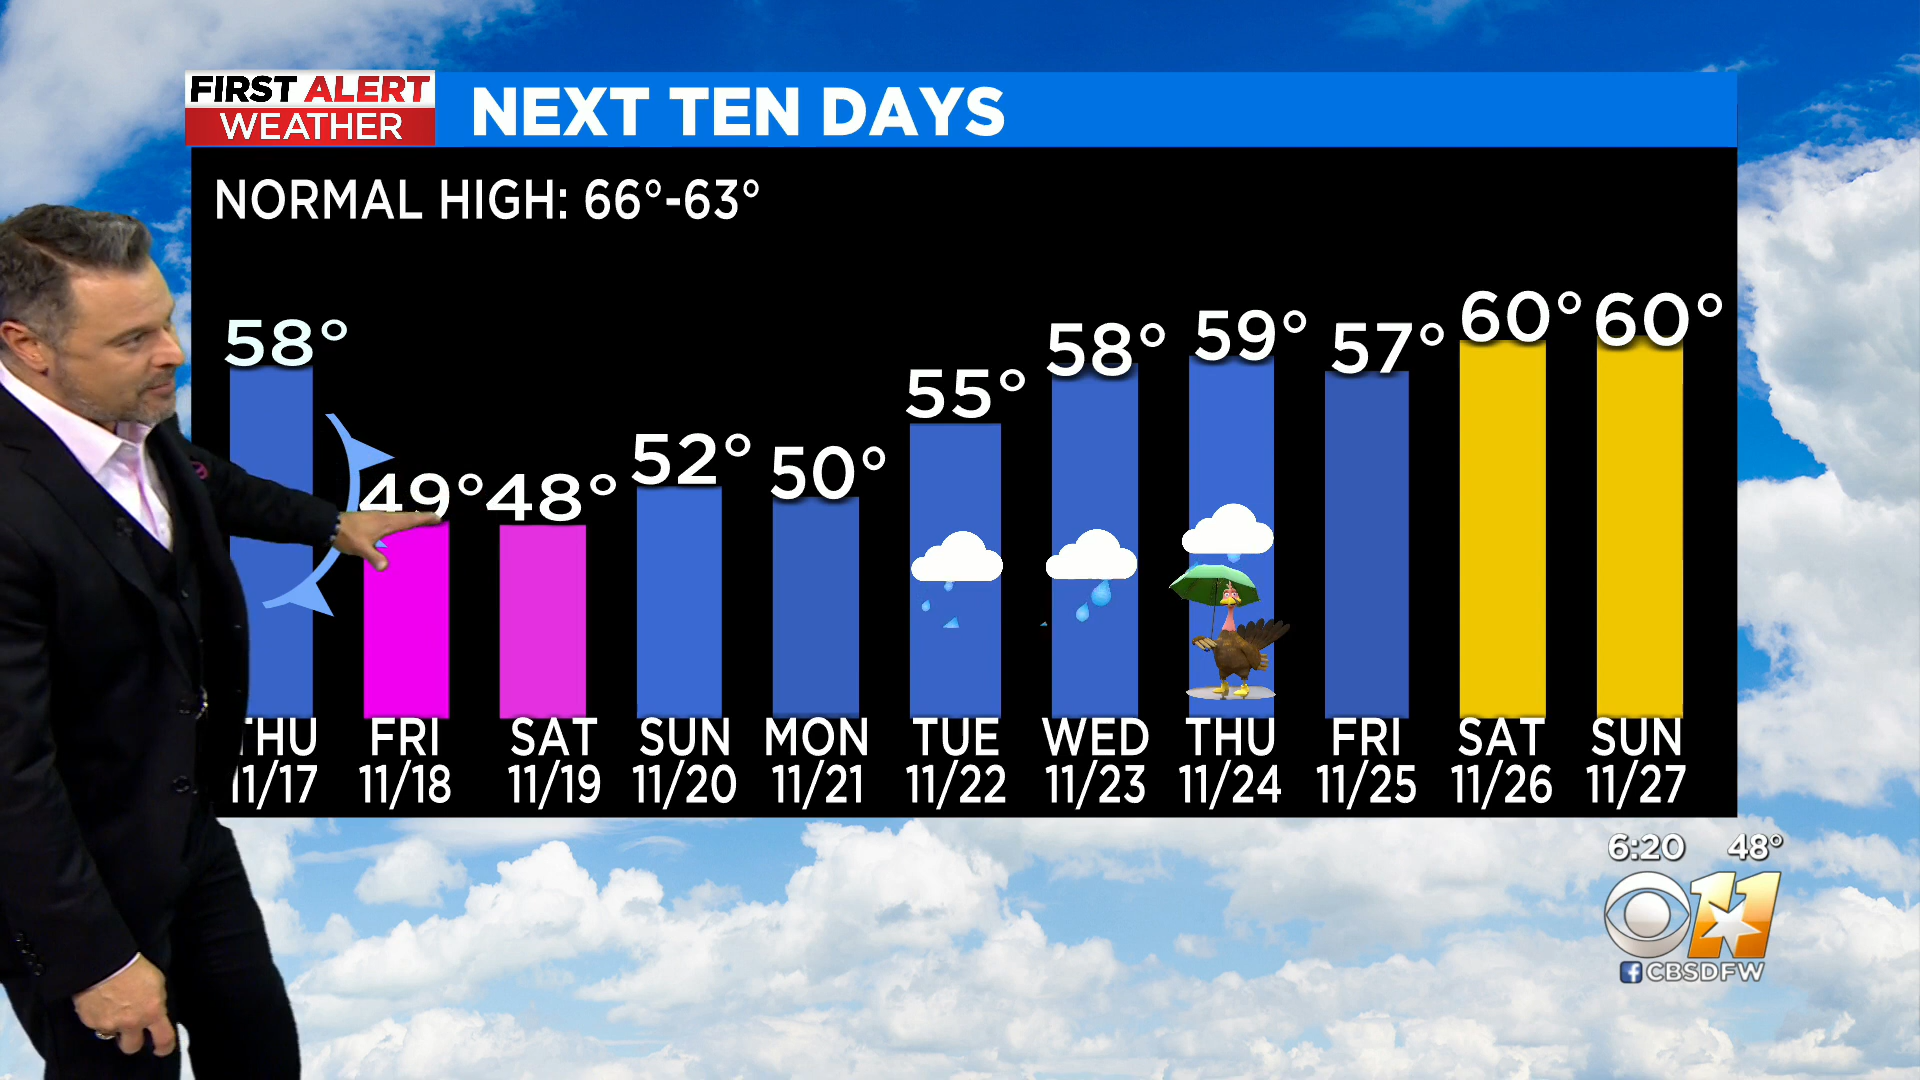 FIRST ALERT
WEATHER
NEXT TEN DAYS
NORMAL HIGH: 66°-63°
58° 49° 48° 52° 50° 55° 58° 59° 57° 60° 60°
THU FRI SAT SUN MON TUE WED THU FRI SAT SUN
11/17 11/18 11/19 11/20 11/21 11/22 11/23 11/24 11/25 11/26 11/27
6:20 48°
11
f CBSDFW